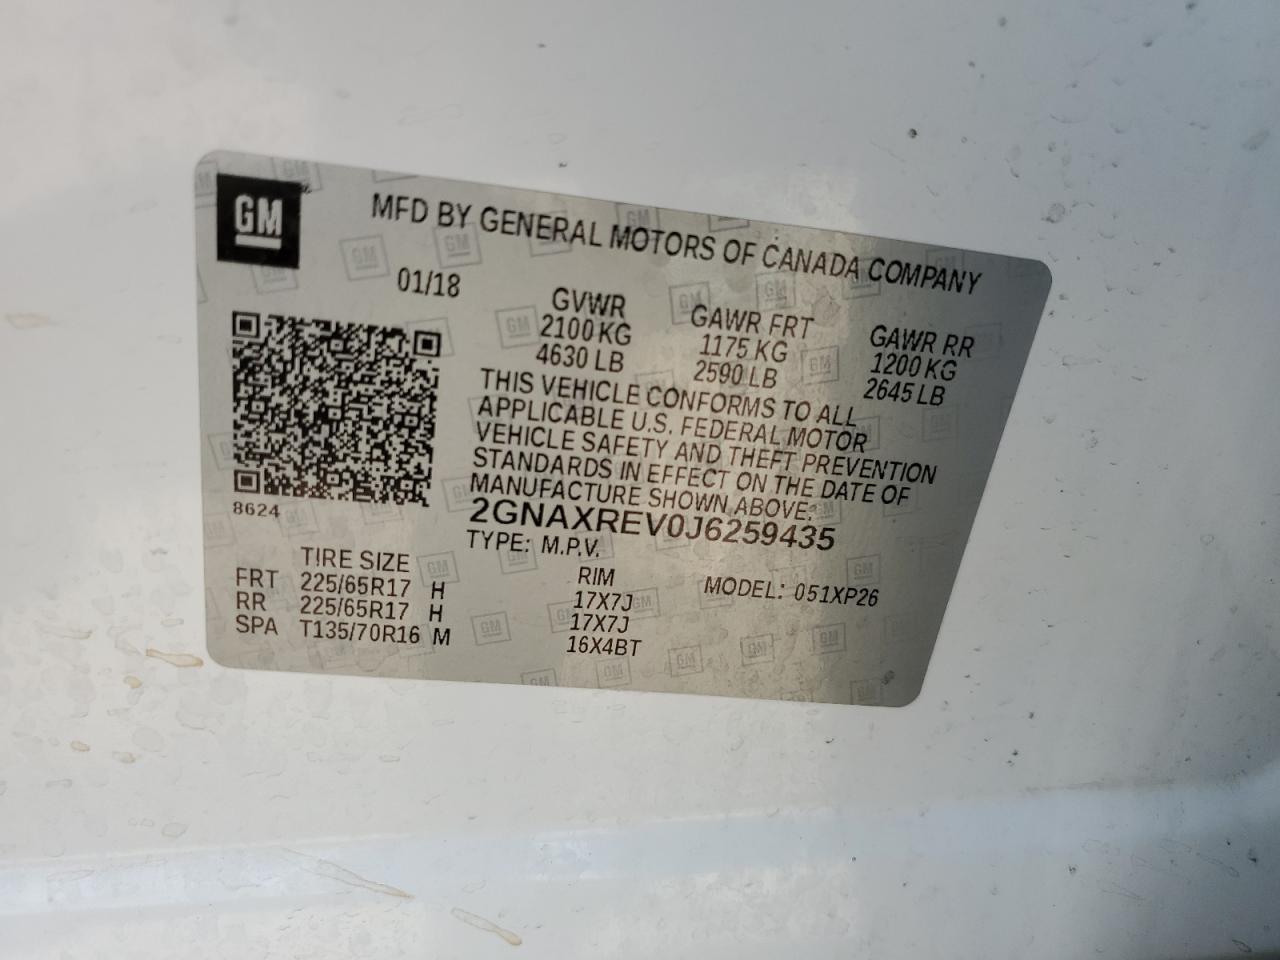 GM
MFD BY GENERAL MOTORS OF CANADA COMPANY
01/18
GVWR GAWR FRT GAWR RR
2100 KG 1175 KG 1200 KG
4630 LB 2590 LB 2645 LB
THIS VEHICLE CONFORMS TO ALL
APPLICABLE U.S. FEDERAL MOTOR
VEHICLE SAFETY AND THEFT PREVENTION
STANDARDS IN EFFECT ON THE DATE OF
MANUFACTURE SHOWN ABOVE.
8624
2GNAXREV0J6259435
TYPE: M.P.V. MODEL: 051XP26
TIRE SIZE RIM
FRT 225/65R17 H 17X7J
RR 225/65R17 H 17X7J
SPA T135/70R16 M 16X4BT